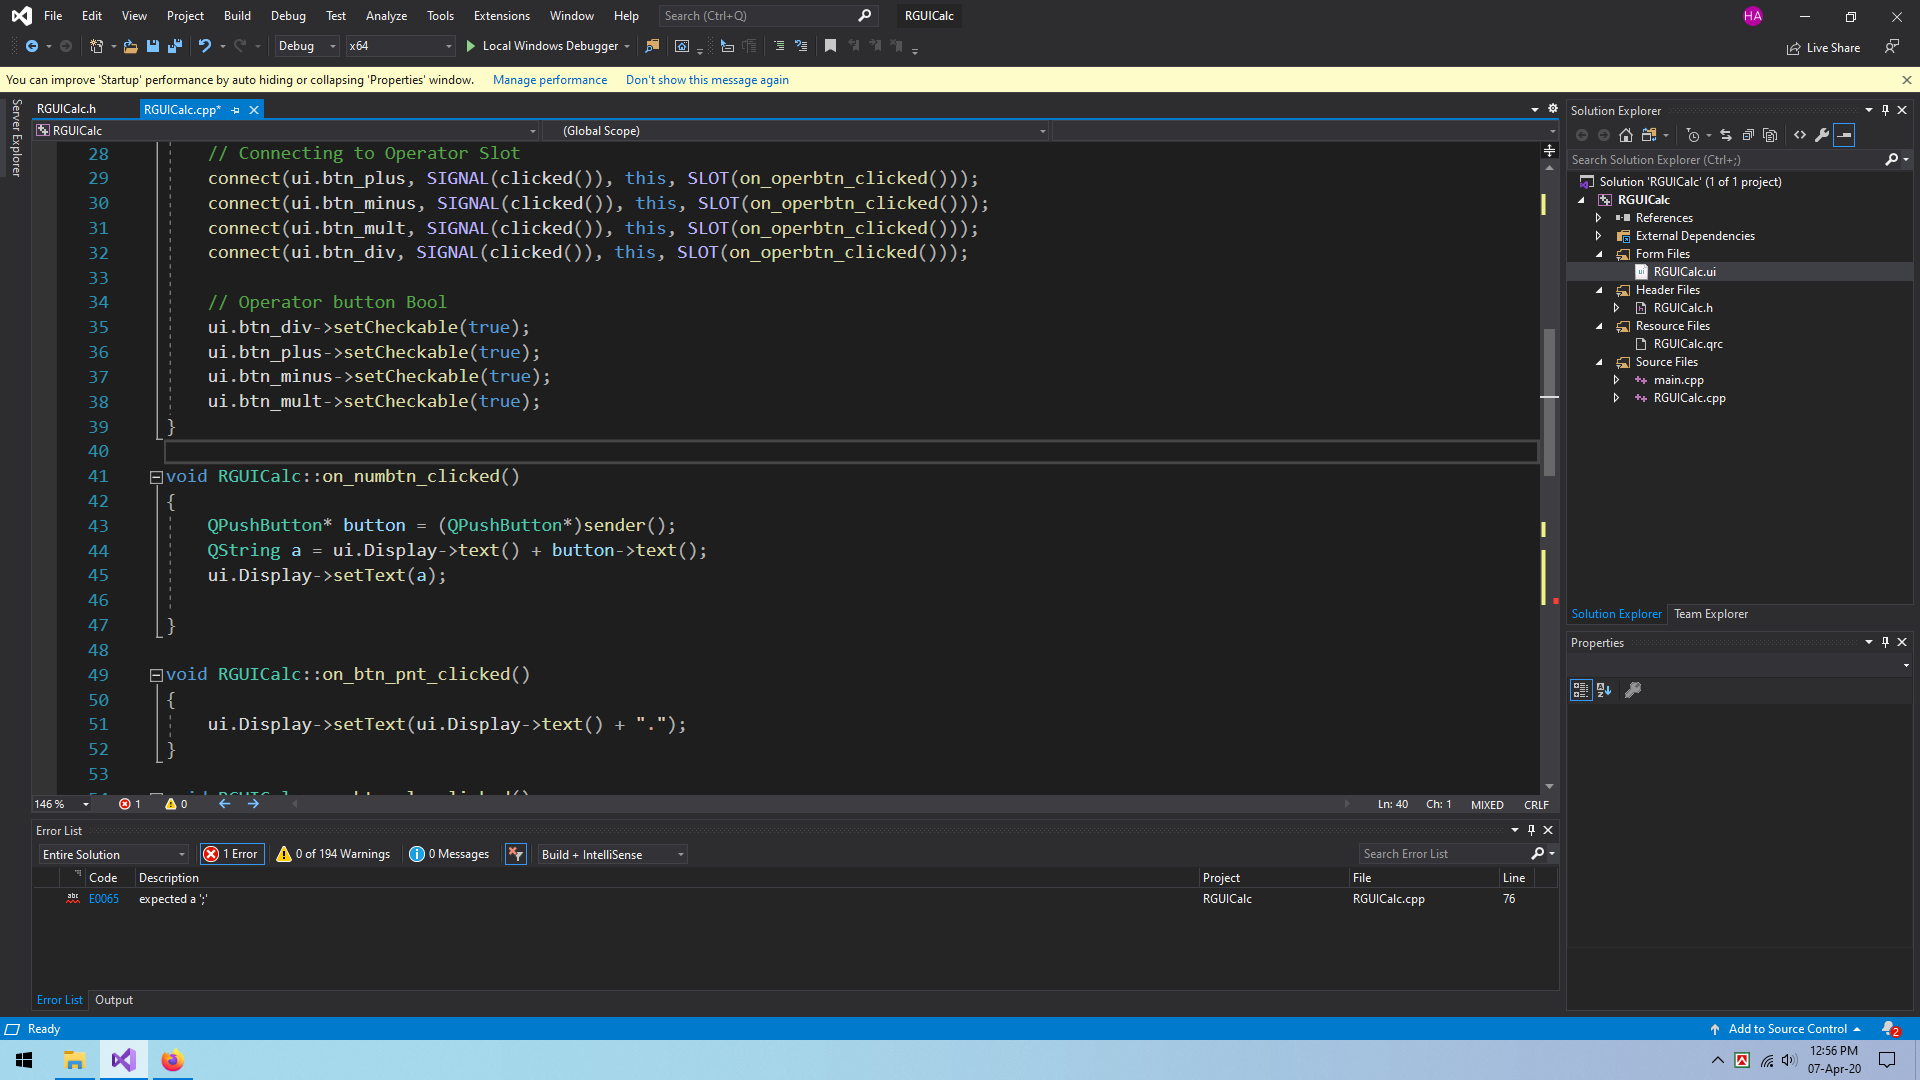 File Edit View Project Build Debug Test Analyze Tools Extensions Window Help Search (Ctrl+Q) RGUICalc HA
Debug x64 Local Windows Debugger Live Share
You can improve 'Startup' performance by auto hiding or collapsing 'Properties' window. Manage performance Don't show this message again
Server Explorer
RGUICalc.h RGUICalc.cpp*
RGUICalc (Global Scope)
28 // Connecting to Operator Slot
29 connect(ui.btn_plus, SIGNAL(clicked()), this, SLOT(on_operbtn_clicked()));
30 connect(ui.btn_minus, SIGNAL(clicked()), this, SLOT(on_operbtn_clicked()));
31 connect(ui.btn_mult, SIGNAL(clicked()), this, SLOT(on_operbtn_clicked()));
32 connect(ui.btn_div, SIGNAL(clicked()), this, SLOT(on_operbtn_clicked()));
33
34 // Operator button Bool
35 ui.btn_div->setCheckable(true);
36 ui.btn_plus->setCheckable(true);
37 ui.btn_minus->setCheckable(true);
38 ui.btn_mult->setCheckable(true);
39 }
40
41 void RGUICalc::on_numbtn_clicked()
42 {
43 QPushButton* button = (QPushButton*)sender();
44 QString a = ui.Display->text() + button->text();
45 ui.Display->setText(a);
46
47 }
48
49 void RGUICalc::on_btn_pnt_clicked()
50 {
51 ui.Display->setText(ui.Display->text() + ".");
52 }
53
146 % 1 0 Ln: 40 Ch: 1 MIXED CRLF
Error List
Entire Solution 1 Error 0 of 194 Warnings 0 Messages Build + IntelliSense Search Error List
Code Description Project File Line
abc E0065 expected a ';' RGUICalc RGUICalc.cpp 76
Error List Output
Solution Explorer
Search Solution Explorer (Ctrl+;)
Solution 'RGUICalc' (1 of 1 project)
RGUICalc
References
External Dependencies
Form Files
RGUICalc.ui
Header Files
RGUICalc.h
Resource Files
RGUICalc.qrc
Source Files
main.cpp
RGUICalc.cpp
Solution Explorer Team Explorer
Properties
Ready Add to Source Control 2
12:56 PM
07-Apr-20